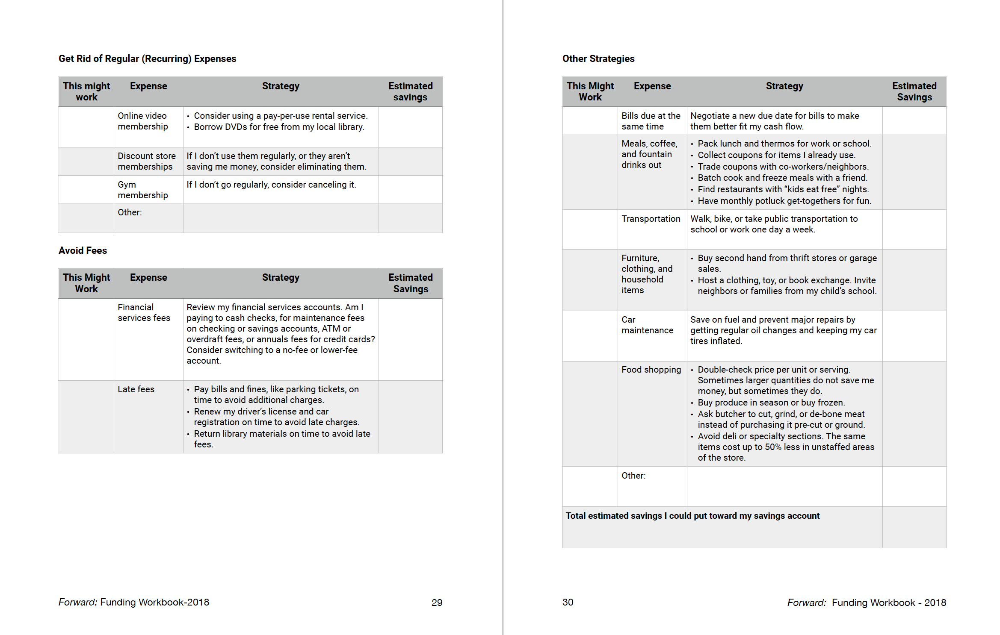 Get Rid of Regular (Recurring) Expenses
This might work | Expense | Strategy | Estimated savings
Online video
membership
• Consider using a pay-per-use rental service.
• Borrow DVDs for free from my local library.
Discount store
memberships
If I don’t use them regularly, or they aren’t
saving me money, consider eliminating them.
Gym
membership
If I don’t go regularly, consider canceling it.
Other:
Avoid Fees
This Might Work | Expense | Strategy | Estimated Savings
Financial
services fees
Review my financial services accounts. Am I
paying to cash checks, for maintenance fees
on checking or savings accounts, ATM or
overdraft fees, or annuals fees for credit cards?
Consider switching to a no-fee or lower-fee
account.
Late fees
• Pay bills and fines, like parking tickets, on
time to avoid additional charges.
• Renew my driver’s license and car
registration on time to avoid late charges.
• Return library materials on time to avoid late
fees.
Forward: Funding Workbook-2018
29
Other Strategies
This Might Work | Expense | Strategy | Estimated Savings
Bills due at the
same time
Negotiate a new due date for bills to make
them better fit my cash flow.
Meals, coffee,
and fountain
drinks out
• Pack lunch and thermos for work or school.
• Collect coupons for items I already use.
• Trade coupons with co-workers/neighbors.
• Batch cook and freeze meals with a friend.
• Find restaurants with “kids eat free” nights.
• Have monthly potluck get-togethers for fun.
Transportation
Walk, bike, or take public transportation to
school or work one day a week.
Furniture,
clothing, and
household
items
• Buy second hand from thrift stores or garage
sales.
• Host a clothing, toy, or book exchange. Invite
neighbors or families from my child’s school.
Car
maintenance
Save on fuel and prevent major repairs by
getting regular oil changes and keeping my car
tires inflated.
Food shopping
• Double-check price per unit or serving.
Sometimes larger quantities do not save me
money, but sometimes they do.
• Buy produce in season or buy frozen.
• Ask butcher to cut, grind, or de-bone meat
instead of purchasing it pre-cut or ground.
• Avoid deli or specialty sections. The same
items cost up to 50% less in unstaffed areas
of the store.
Other:
Total estimated savings I could put toward my savings account
30
Forward: Funding Workbook - 2018